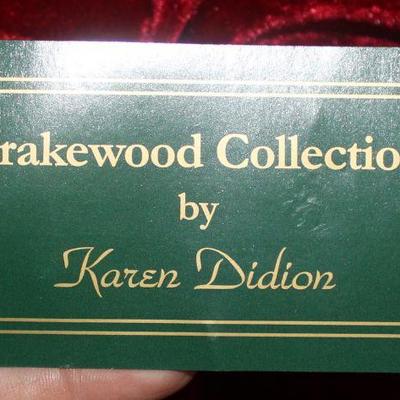 rakewood Collectio
by
Karen Didion